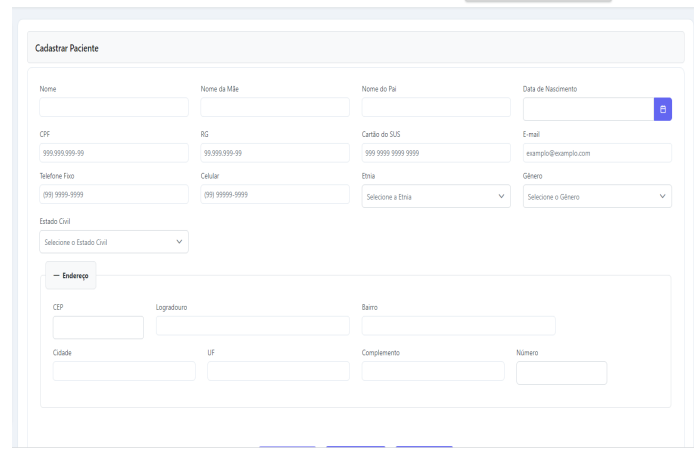 Cadastrar Paciente
Nome Nome da Mãe Nome do Pai Data de Nascimento
CPF RG Cartão do SUS E-mail
999.999.999-99 99.999.999-99 999 9999 9999 9999 examplo@examplo.com
Telefone Fixo Celular Etnia Gênero
(99) 9999-9999 (99) 99999-9999 Selecione a Etnia Selecione o Gênero
Estado Civil
Selecione o Estado Civil
Endereço
CEP Logradouro Bairro
Cidade UF Complemento Número